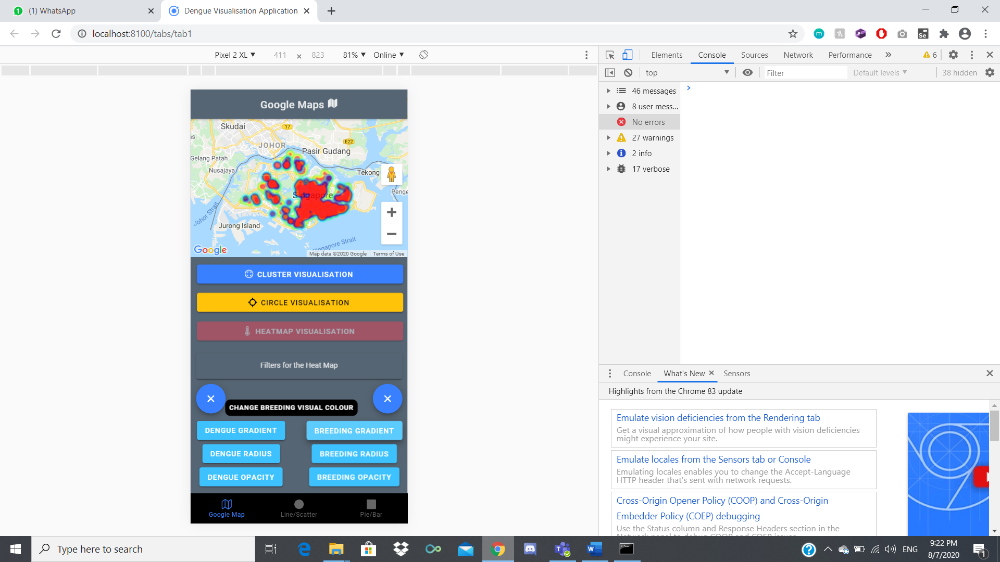 (1) WhatsApp
Dengue Visualisation Application
localhost:8100/tabs/tab1
Pixel 2 XL ▼ 411 × 823 81% ▼ Online ▼
Elements Console Sources Network Performance » 6
top ▼ Filter Default levels ▼ 38 hidden
46 messages
8 user mess...
No errors
27 warnings
2 info
17 verbose
Google Maps
Skudai
17
JOHOR
E22
Pasir Gudang
Gelang Patah
Nusajaya
Tekong
Penge
Singapore
Johor Strait
Jurong Island
Singapore Strait
Google
Map data ©2020 Google Terms of Use
CLUSTER VISUALISATION
CIRCLE VISUALISATION
HEATMAP VISUALISATION
Filters for the Heat Map
CHANGE BREEDING VISUAL COLOUR
DENGUE GRADIENT BREEDING GRADIENT
DENGUE RADIUS BREEDING RADIUS
DENGUE OPACITY BREEDING OPACITY
Google Map Line/Scatter Pie/Bar
Console What's New Sensors
Highlights from the Chrome 83 update
Emulate vision deficiencies from the Rendering tab
Get a visual approximation of how people with vision deficiencies
might experience your site.
Emulate locales from the Sensors tab or Console
Emulating locales enables you to change the Accept-Language
HTTP header that's sent with network requests.
Cross-Origin Opener Policy (COOP) and Cross-Origin
Embedder Policy (COEP) debugging
Use the Status column and Response Headers section in the
Network panel to debug COOP and COEP issues.
Type here to search
ENG
9:22 PM
8/7/2020
1